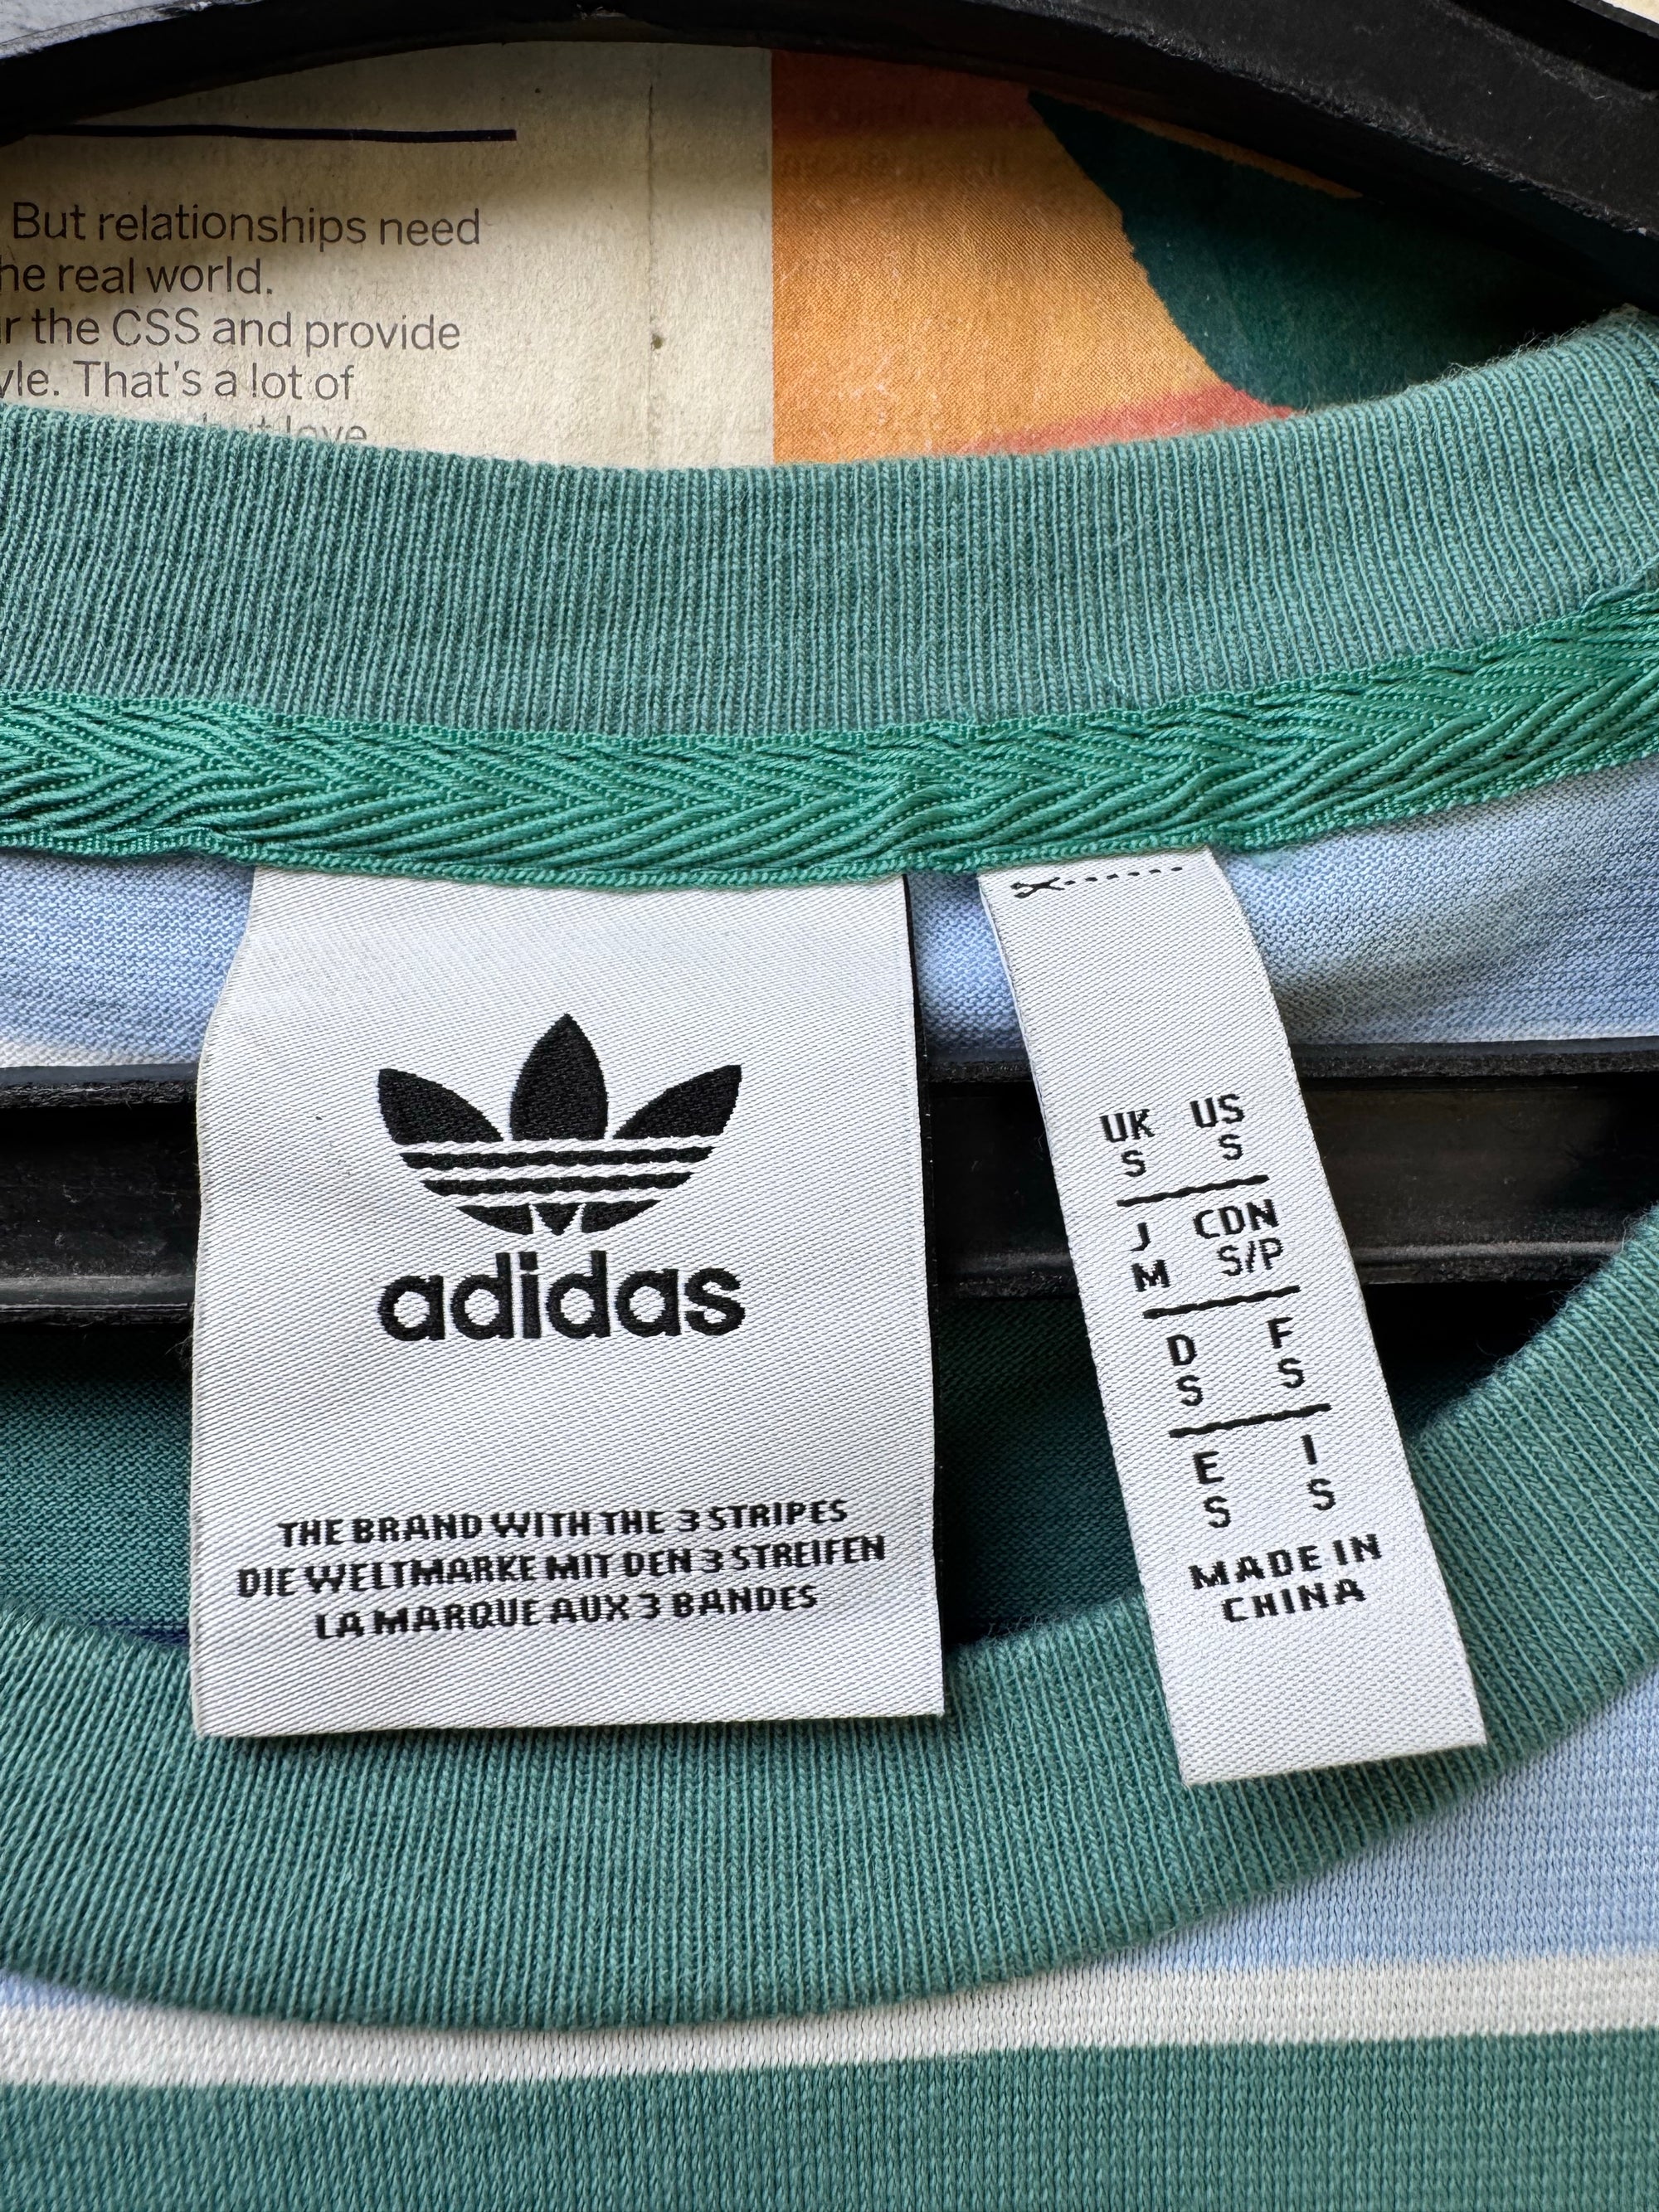 But relationships need
he real world.
r the CSS and provide
yle. That's a lot of
love
adidas
THE BRAND WITH THE 3 STRIPES
DIE WELTMARKE MIT DEN 3 STREIFEN
LA MARQUE AUX 3 BANDES
UK US
S S
J CDN
M S/P
D F
S S
E I
S S
MADE IN
CHINA